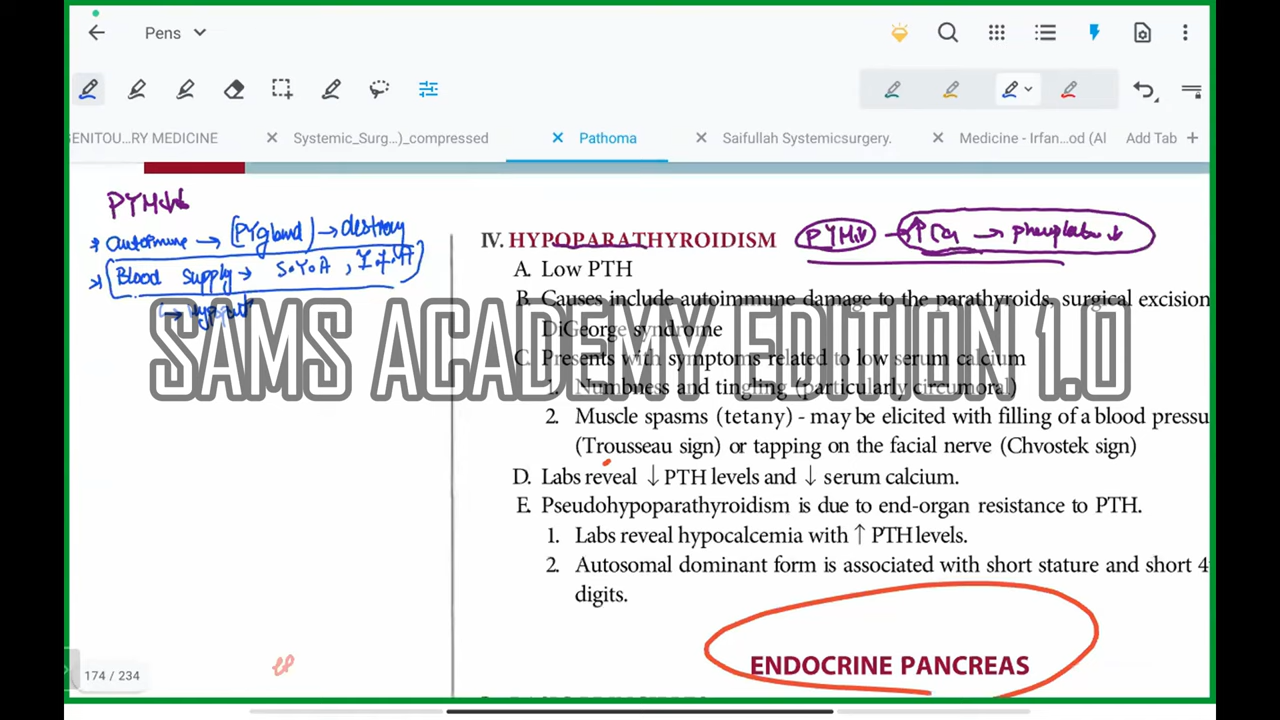 Pens
GENITOU...RY MEDICINE
Systemic_Surg...)_compressed
Pathoma
Saifullah Systemicsurgery.
Medicine - Irfan...od (Al
Add Tab
Autoimmune → (PYgland) → destroy
Blood Supply →
IV. HYPOPARATHYROIDISM
A. Low PTH
B. Causes include autoimmune damage to the parathyroids, surgical excision
DiGeorge syndrome
C. Presents with symptoms related to low serum calcium
1. Numbness and tingling (particularly circumoral)
2. Muscle spasms (tetany) - may be elicited with filling of a blood pressu
(Trousseau sign) or tapping on the facial nerve (Chvostek sign)
D. Labs reveal ↓ PTH levels and ↓ serum calcium.
E. Pseudohypoparathyroidism is due to end-organ resistance to PTH.
1. Labs reveal hypocalcemia with ↑ PTH levels.
2. Autosomal dominant form is associated with short stature and short 4
digits.
ENDOCRINE PANCREAS
174 / 234
SAMS ACADEMY EDITION 1.0